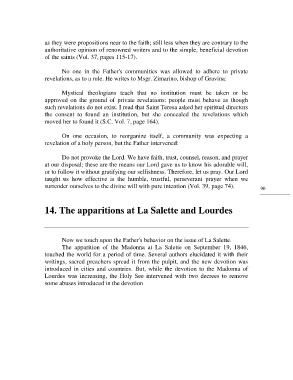 as they were propositions near to the faith; still less when they are contrary to the
authoritative opinion of renowned writers and to the simple, beneficial devotion
of the saints (Vol. 37, pages 115-17).
No one in the Father's communities was allowed to adhere to private
revelations, as to a rule. He writes to Msgr. Zimarino, bishop of Gravina:
Mystical theologians teach that no institution must be taken or be
approved on the ground of private revelations: people must behave as though
such revelations do not exist. I read that Saint Teresa asked her spiritual directors
the consent to found an institution, but she concealed the revelations which
moved her to found it (S.C. Vol. 7, page 164).
On one occasion, to reorganize itself, a community was expecting a
revelation of a holy person, but the Father intervened:
Do not provoke the Lord. We have faith, trust, counsel, reason, and prayer
at our disposal; these are the means our Lord gave us to know his adorable will,
or to follow it without gratifying our selfishness. Therefore, let us pray. Our Lord
taught us how effective is the humble, trustful, perseverant prayer when we
surrender ourselves to the divine will with pure intention (Vol. 39, page 74).
14. The apparitions at La Salette and Lourdes
Now we touch upon the Father's behavior on the issue of La Salette.
The apparition of the Madonna at La Salette on September 19, 1846,
touched the world for a period of time. Several authors elucidated it with their
writings, sacred preachers spread it from the pulpit, and the new devotion was
introduced in cities and countries. But, while the devotion to the Madonna of
Lourdes was increasing, the Holy See intervened with two decrees to remove
some abuses introduced in the devotion